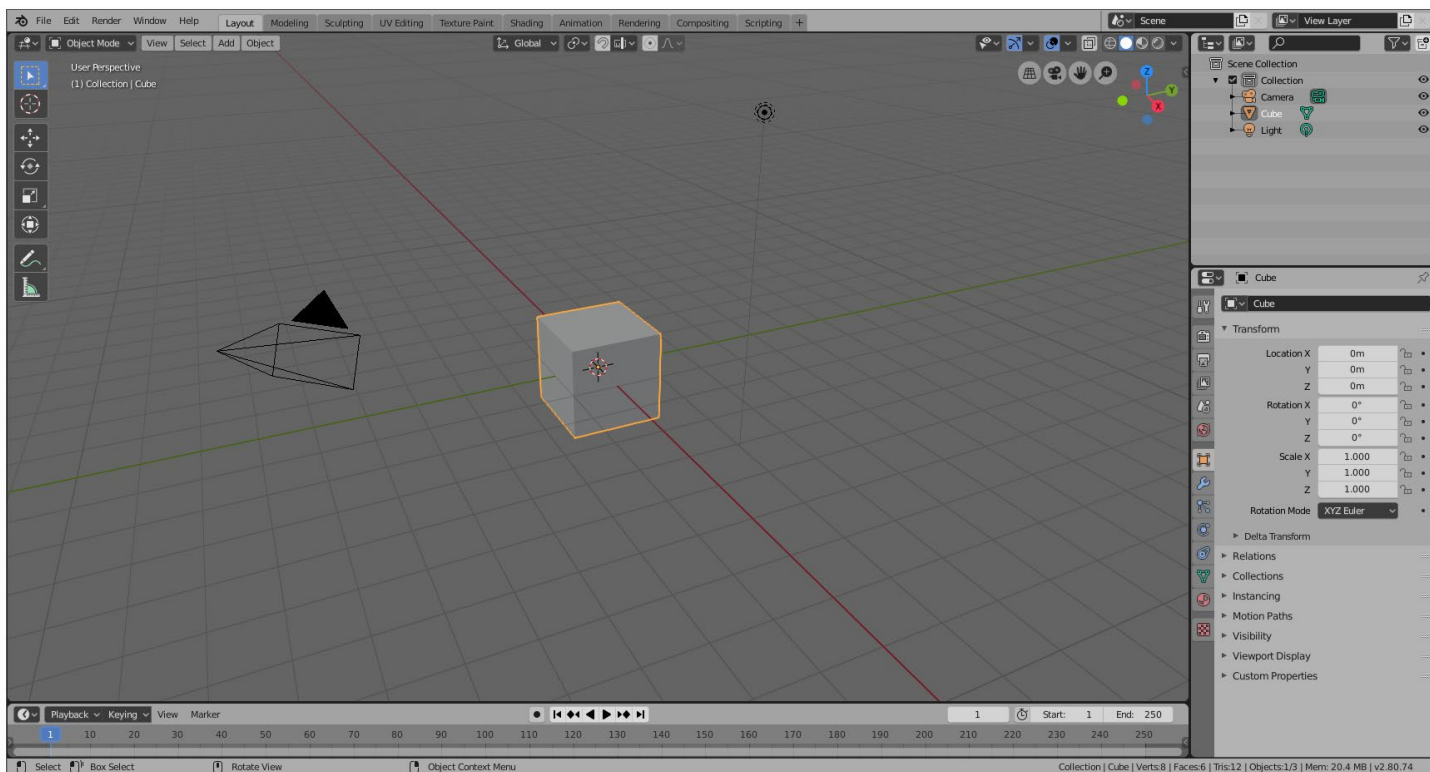 File Edit Render Window Help Layout Modeling Sculpting UV Editing Texture Paint Shading Animation Rendering Compositing Scripting + Scene View Layer
Object Mode View Select Add Object Global
User Perspective
(1) Collection | Cube
Z
Y
X
Scene Collection
Collection
Camera
Cube
Light
Cube
Cube
Transform
Location X 0m
Y 0m
Z 0m
Rotation X 0°
Y 0°
Z 0°
Scale X 1.000
Y 1.000
Z 1.000
Rotation Mode XYZ Euler
Delta Transform
Relations
Collections
Instancing
Motion Paths
Visibility
Viewport Display
Custom Properties
Playback Keying View Marker 1 Start: 1 End: 250
1 10 20 30 40 50 60 70 80 90 100 110 120 130 140 150 160 170 180 190 200 210 220 230 240 250
Select Box Select Rotate View Object Context Menu Collection | Cube | Verts:8 | Faces:6 | Tris:12 | Objects:1/3 | Mem: 20.4 MB | v2.80.74